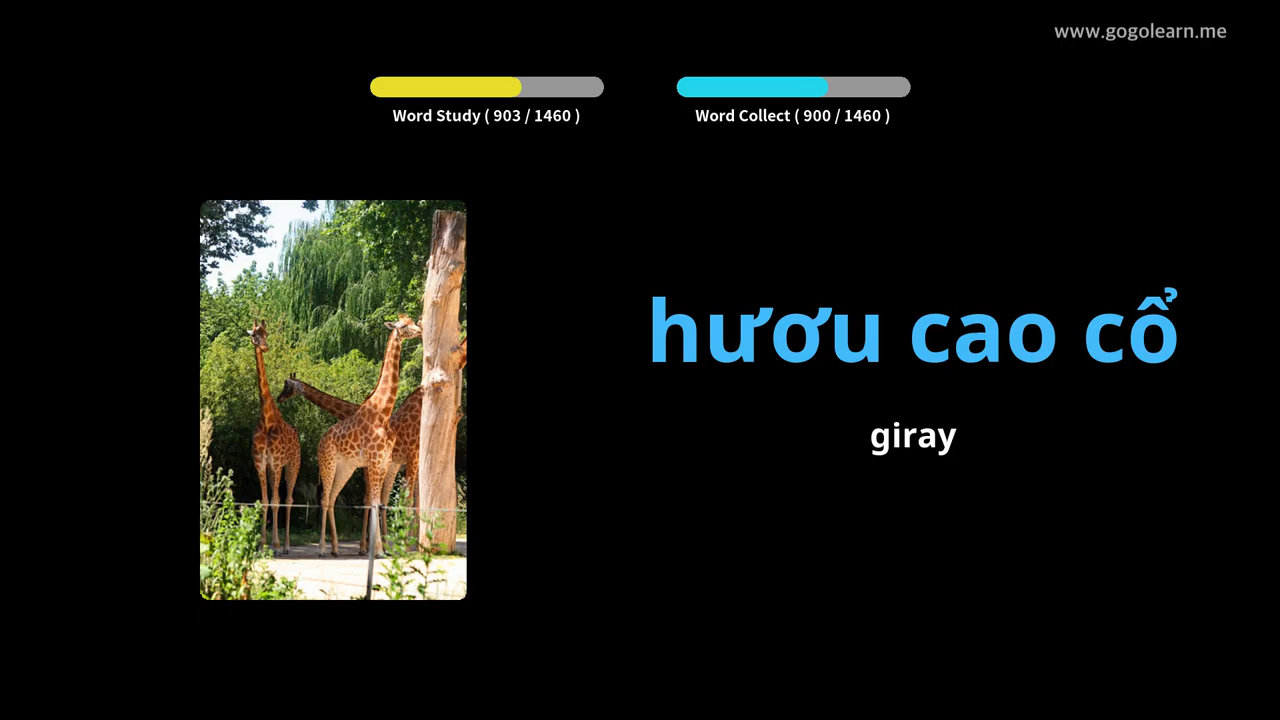 www.gogolearn.me
Word Study ( 903 / 1460 )
Word Collect ( 900 / 1460 )
hươu cao cổ
giray